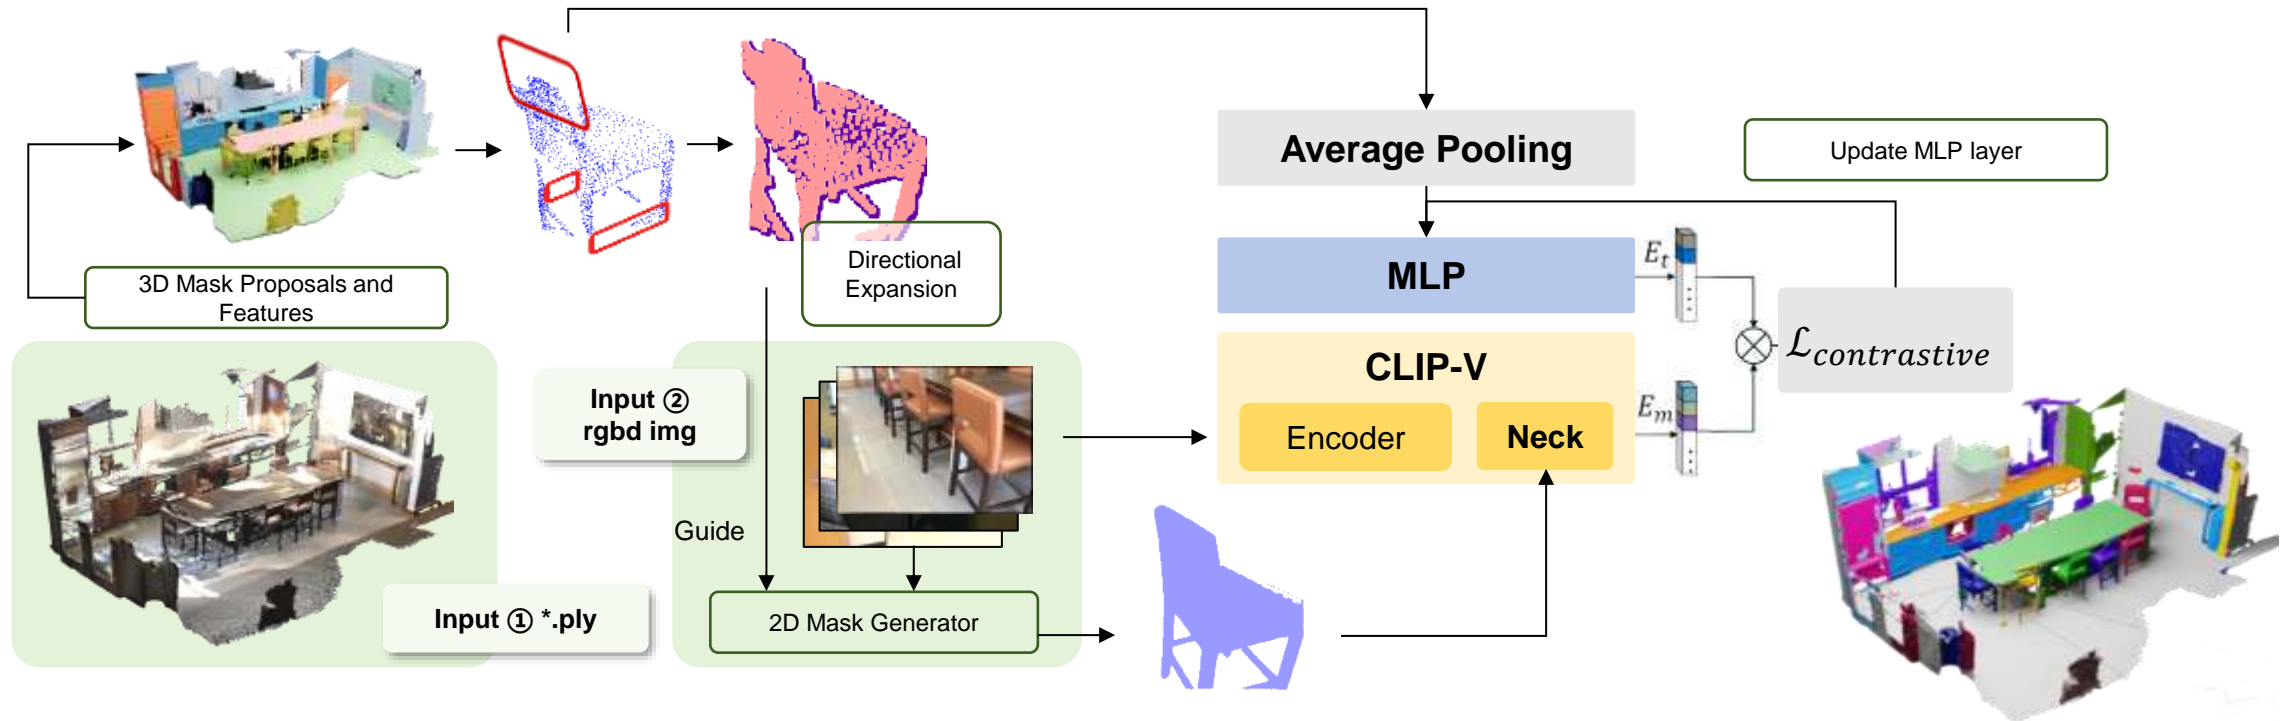 Average Pooling
Update MLP layer
3D Mask Proposals and
Features
Directional
Expansion
MLP
E_t
CLIP-V
Encoder
Neck
E_m
ℒ_contrastive
Input ②
rgbd img
Guide
Input ① *.ply
2D Mask Generator